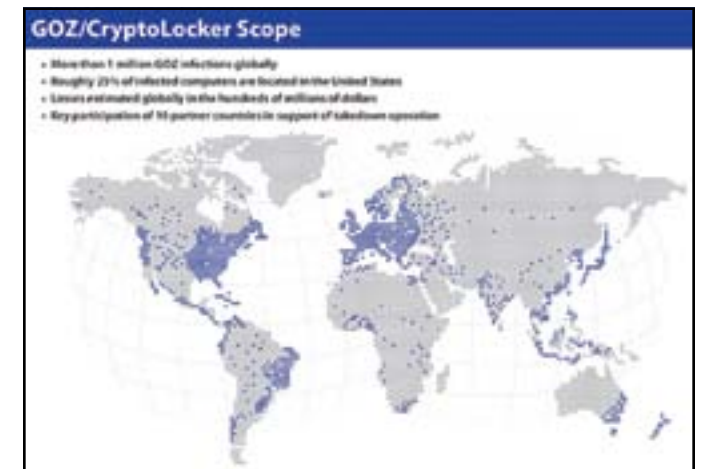 GOZ/CryptoLocker Scope
• More than 1 million GOZ infections globally
• Roughly 25% of infected computers are located in the United States
• Losses estimated globally in the hundreds of millions of dollars
• Key participation of 10 partner countries in support of takedown operation